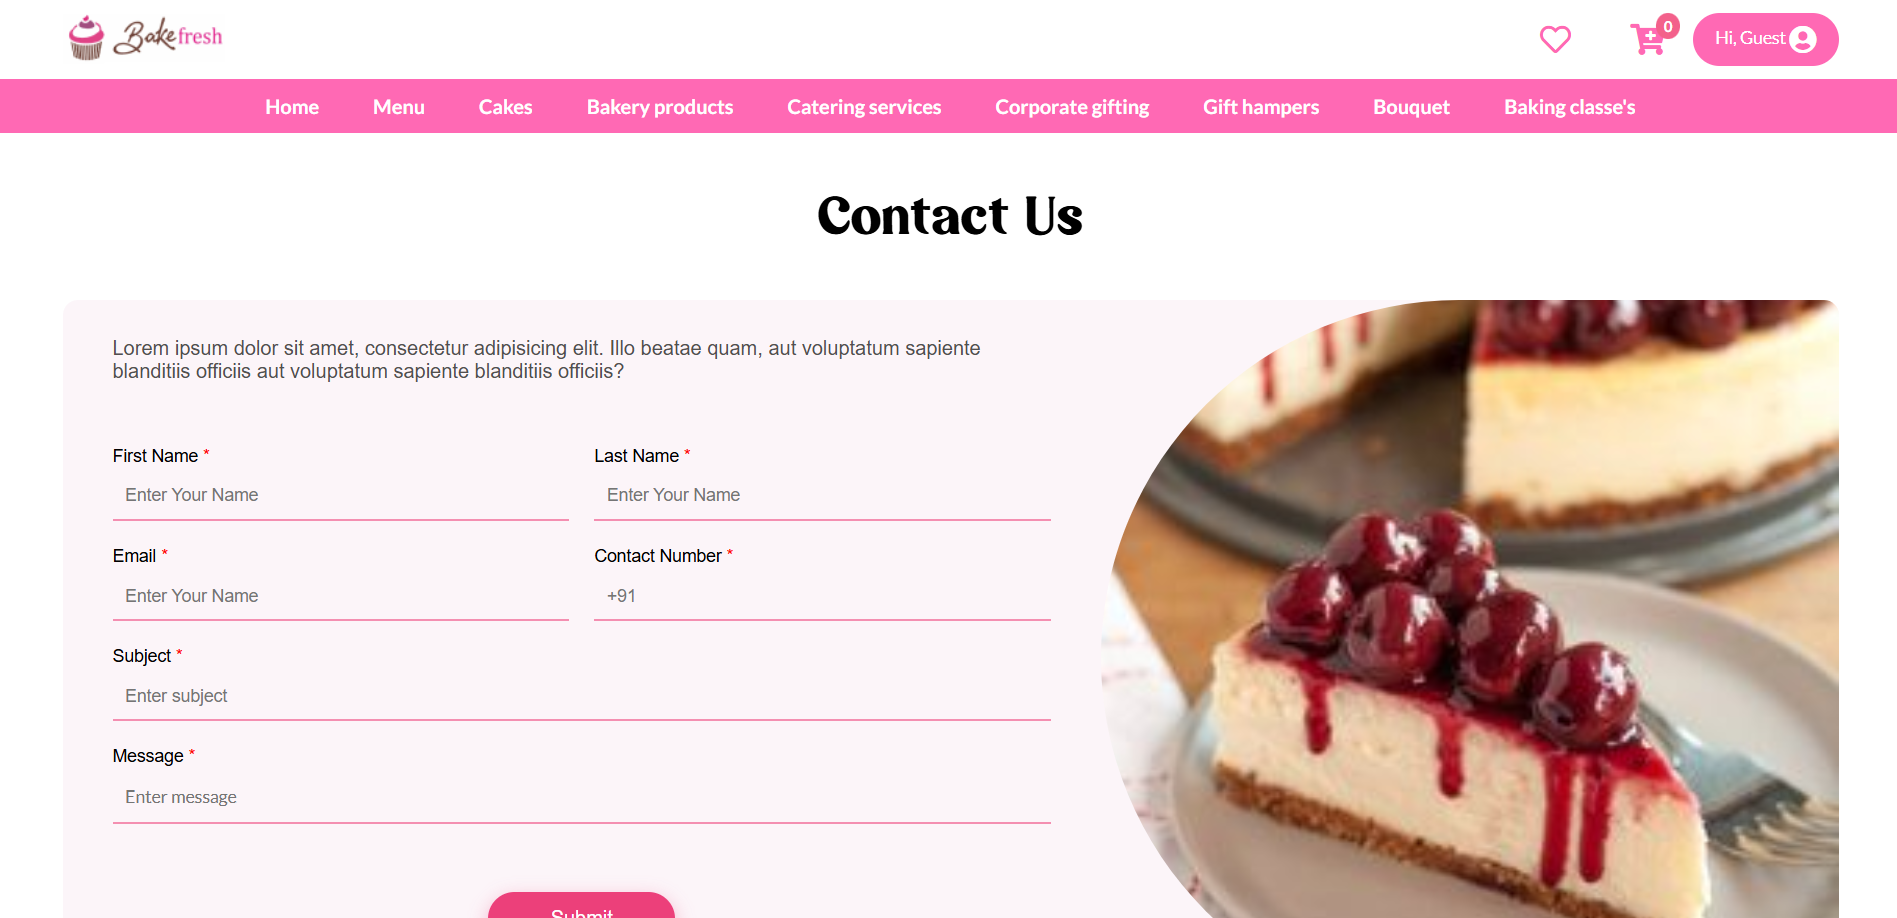 Bakefresh
0
Hi, Guest
Home Menu Cakes Bakery products Catering services Corporate gifting Gift hampers Bouquet Baking classe's
Contact Us
Lorem ipsum dolor sit amet, consectetur adipisicing elit. Illo beatae quam, aut voluptatum sapiente
blanditiis officiis aut voluptatum sapiente blanditiis officiis?
First Name *
Enter Your Name
Last Name *
Enter Your Name
Email *
Enter Your Name
Contact Number *
+91
Subject *
Enter subject
Message *
Enter message
Submit